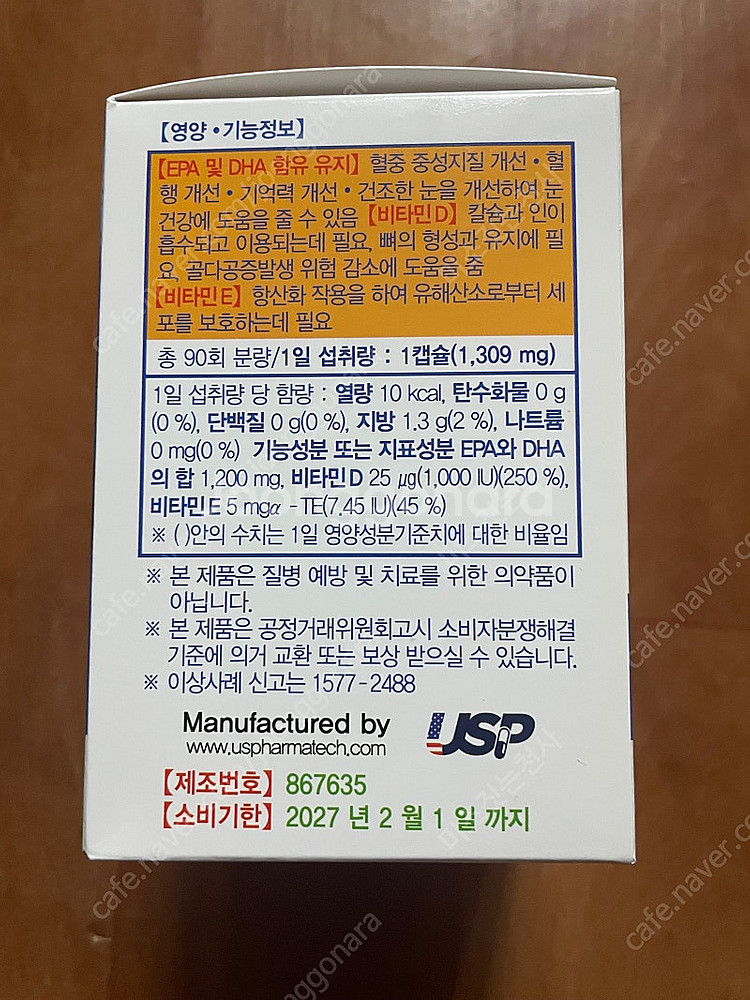 【영양•기능정보】
【EPA 및 DHA 함유 유지】 혈중 중성지질 개선•혈
행 개선•기억력 개선•건조한 눈을 개선하여 눈
건강에 도움을 줄 수 있음 【비타민D】 칼슘과 인이
흡수되고 이용되는데 필요, 뼈의 형성과 유지에 필
요, 골다공증발생 위험 감소에 도움을 줌
【비타민E】 항산화 작용을 하여 유해산소로부터 세
포를 보호하는데 필요
총 90회 분량/1일 섭취량 : 1캡슐(1,309 mg)
1일 섭취량 당 함량 : 열량 10 kcal, 탄수화물 0 g
(0 %), 단백질 0 g(0 %), 지방 1.3 g(2 %), 나트륨
0 mg(0 %) 기능성분 또는 지표성분 EPA와 DHA
의 합 1,200 mg, 비타민D 25 μg(1,000 IU)(250 %),
비타민E 5 mgα-TE(7.45 IU)(45 %)
※ ( )안의 수치는 1일 영양성분기준치에 대한 비율임
※ 본 제품은 질병 예방 및 치료를 위한 의약품이
아닙니다.
※ 본 제품은 공정거래위원회고시 소비자분쟁해결
기준에 의거 교환 또는 보상 받으실 수 있습니다.
※ 이상사례 신고는 1577-2488
Manufactured by USP
www.uspharmatech.com
【제조번호】 867635
【소비기한】 2027 년 2 월 1 일 까지
cafe.naver.com